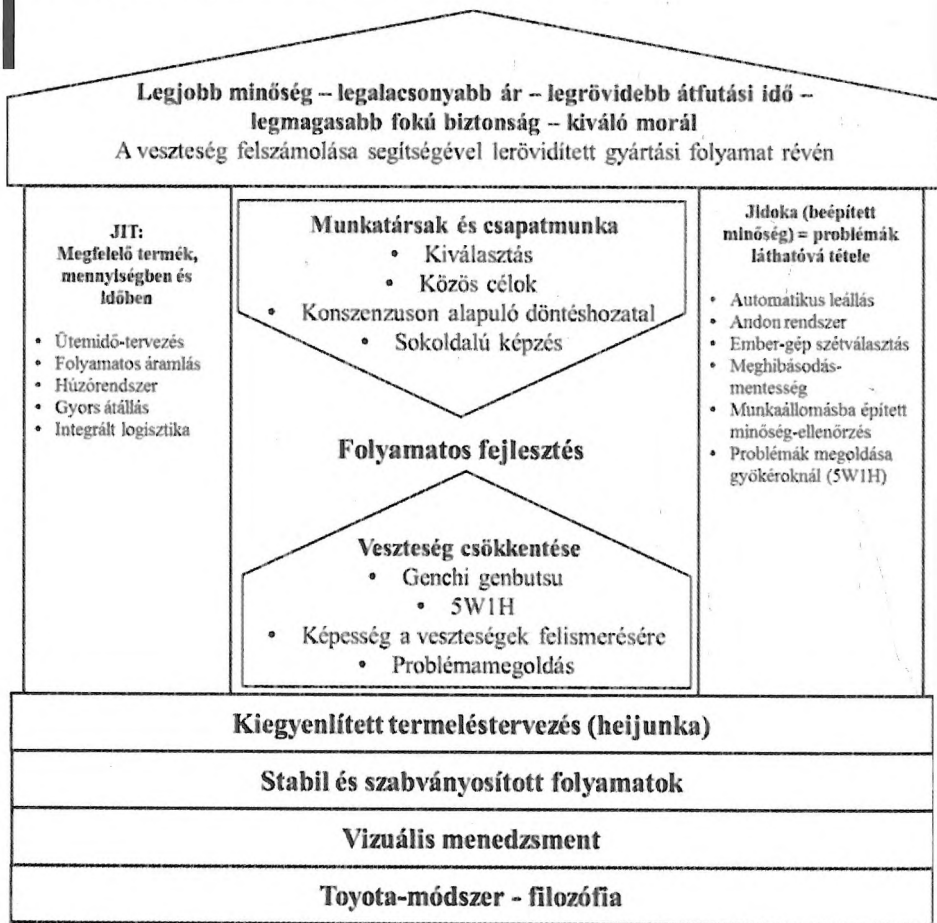 Legjobb minőség – legalacsonyabb ár – legrövidebb átfutási idő –
legmagasabb fokú biztonság – kiváló morál
A veszteség felszámolása segítségével lerövidített gyártási folyamat révén
JIT:
Megfelelő termék,
mennyiségben és
Időben
• Ütemidő-tervezés
• Folyamatos áramlás
• Húzórendszer
• Gyors átállás
• Integrált logisztika
Munkatársak és csapatmunka
• Kiválasztás
• Közös célok
• Konszenzuson alapuló döntéshozatal
• Sokoldalú képzés
Folyamatos fejlesztés
Veszteség csökkentése
• Genchi genbutsu
• 5W1H
• Képesség a veszteségek felismerésére
• Problémamegoldás
Jidoka (beépített
minőség) = problémák
láthatóvá tétele
• Automatikus leállás
• Andon rendszer
• Ember-gép szétválasztás
• Meghibásodás-
mentesség
• Munkaállomásba épített
minőség-ellenőrzés
• Problémák megoldása
gyökéroknál (5W1H)
Kiegyenlített termeléstervezés (heijunka)
Stabil és szabványosított folyamatok
Vizuális menedzsment
Toyota-módszer - filozófia